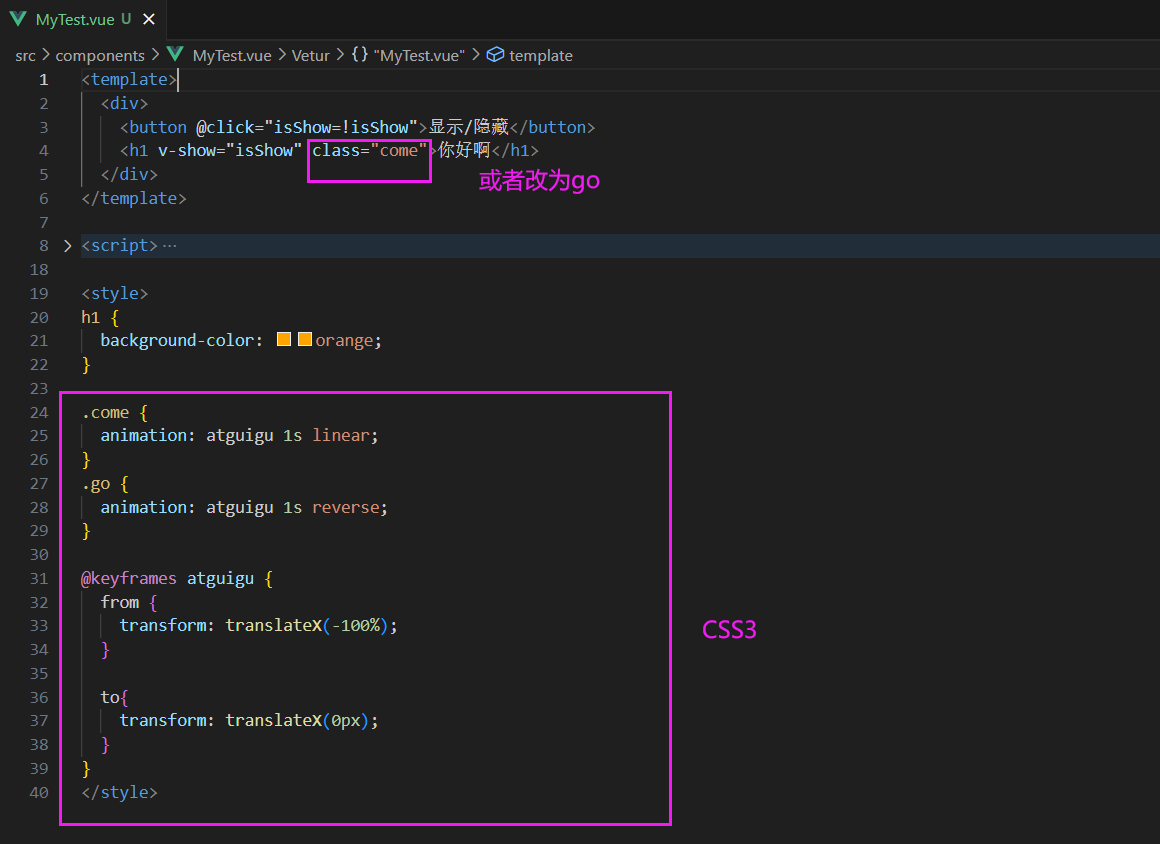 MyTest.vue U ×
src > components > MyTest.vue > Vetur > {} "MyTest.vue" > template
1 <template>
2 <div>
3 <button @click="isShow=!isShow">显示/隐藏</button>
4 <h1 v-show="isShow" class="come">你好啊</h1>
5 </div>
或者改为go
6 </template>
7
8 > <script>···
18
19 <style>
20 h1 {
21 background-color: orange;
22 }
23
24 .come {
25 animation: atguigu 1s linear;
26 }
27 .go {
28 animation: atguigu 1s reverse;
29 }
30
31 @keyframes atguigu {
32 from {
33 transform: translateX(-100%);
CSS3
34 }
35
36 to{
37 transform: translateX(0px);
38 }
39 }
40 </style>